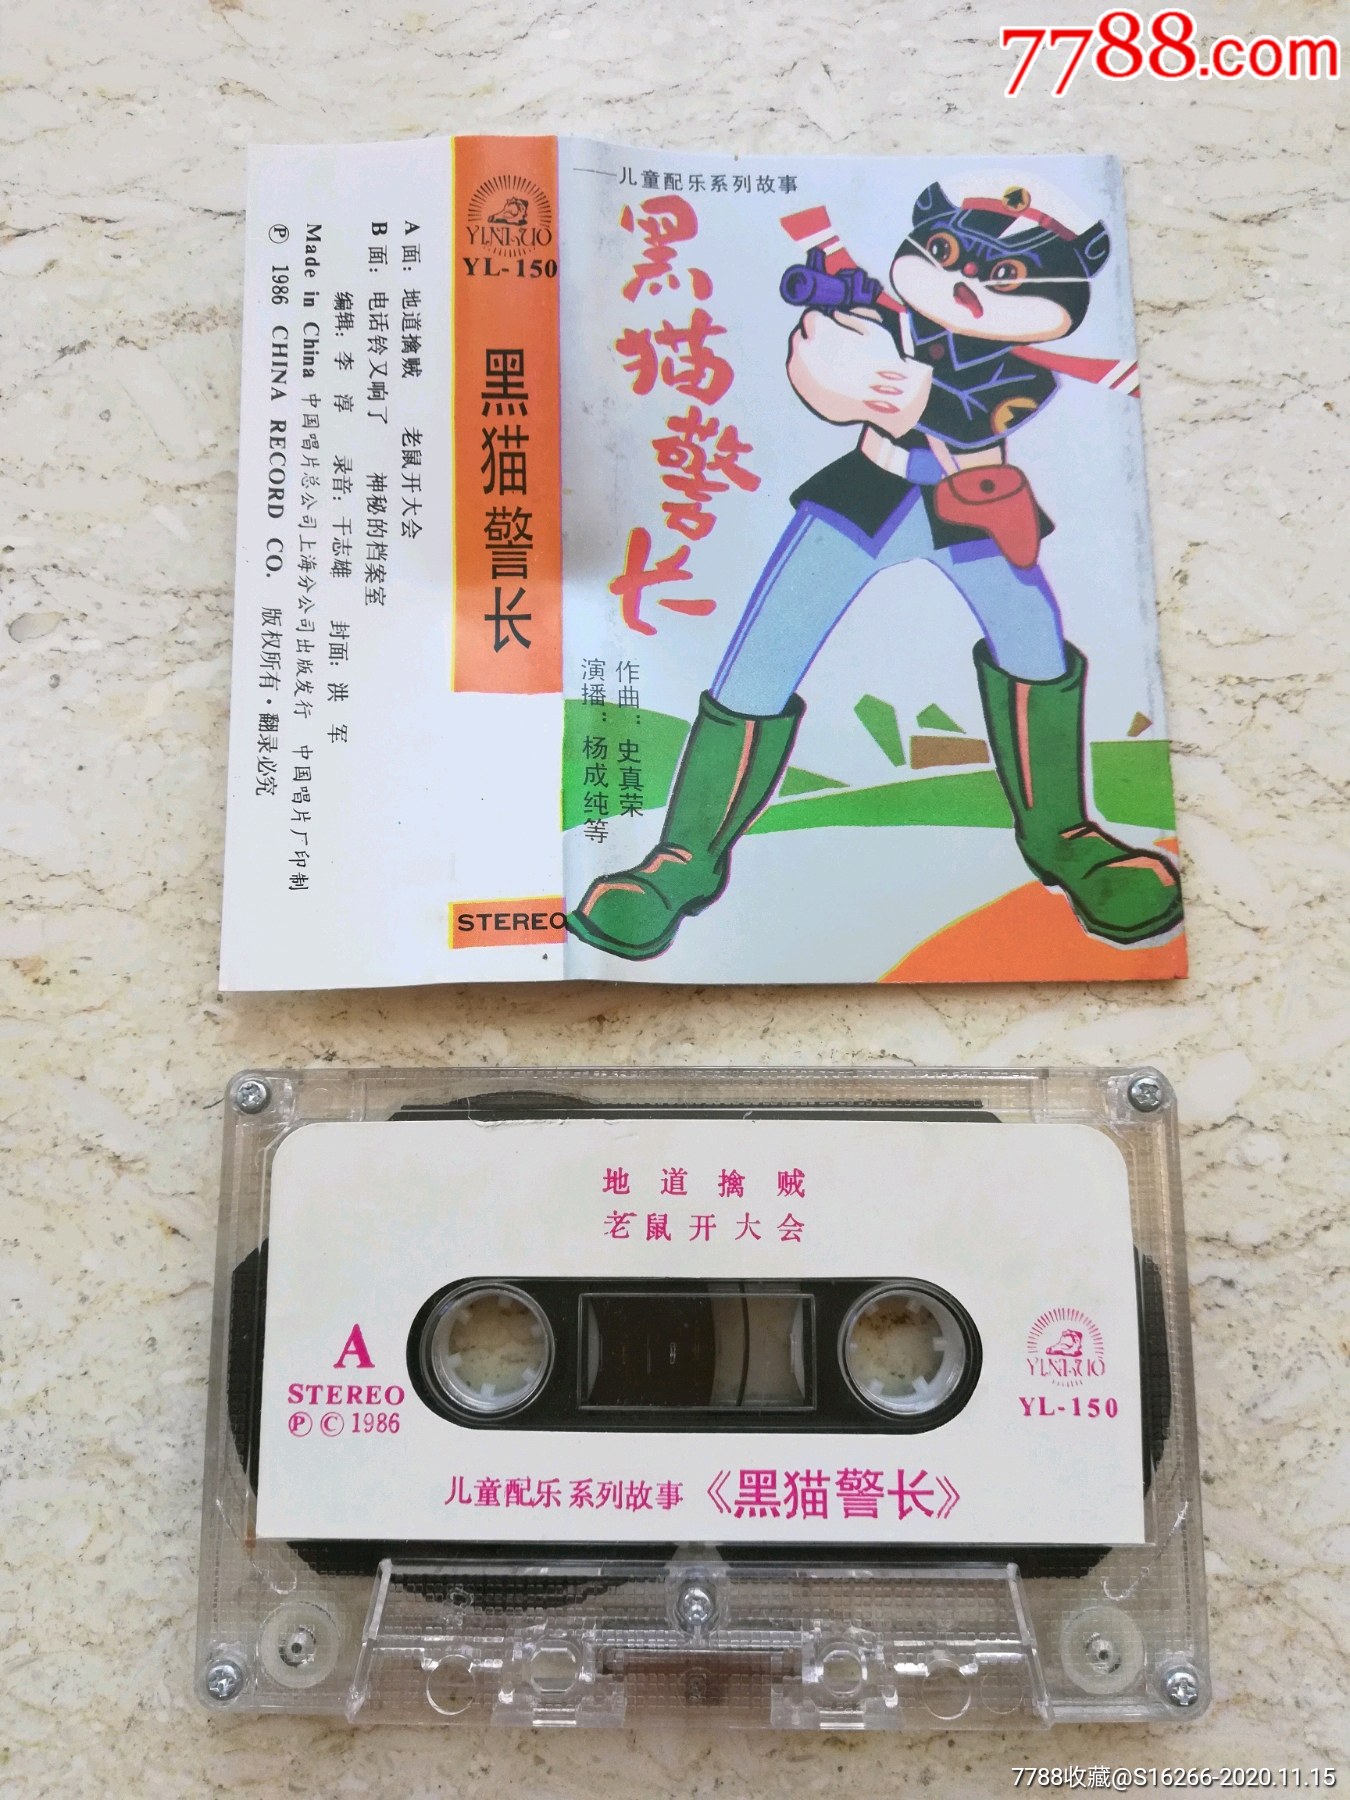 7788.com
——儿童配乐系列故事
黑猫警长
作曲：史真荣
演播：杨成纯等
YINHUO
YL-150
黑猫警长
STEREO
A面：地道擒贼 老鼠开大会
B面：电话铃又响了 神秘的档案室
编辑：李 淳 录音：干志雄 封面：洪 军
Made in China 中国唱片总公司上海分公司出版发行 中国唱片厂印制
Ⓟ 1986 CHINA RECORD CO. 版权所有·翻录必究
地道擒贼
老鼠开大会
A
STEREO
Ⓟ © 1986
YINHUO
YL-150
儿童配乐系列故事《黑猫警长》
7788收藏@S16266-2020.11.15